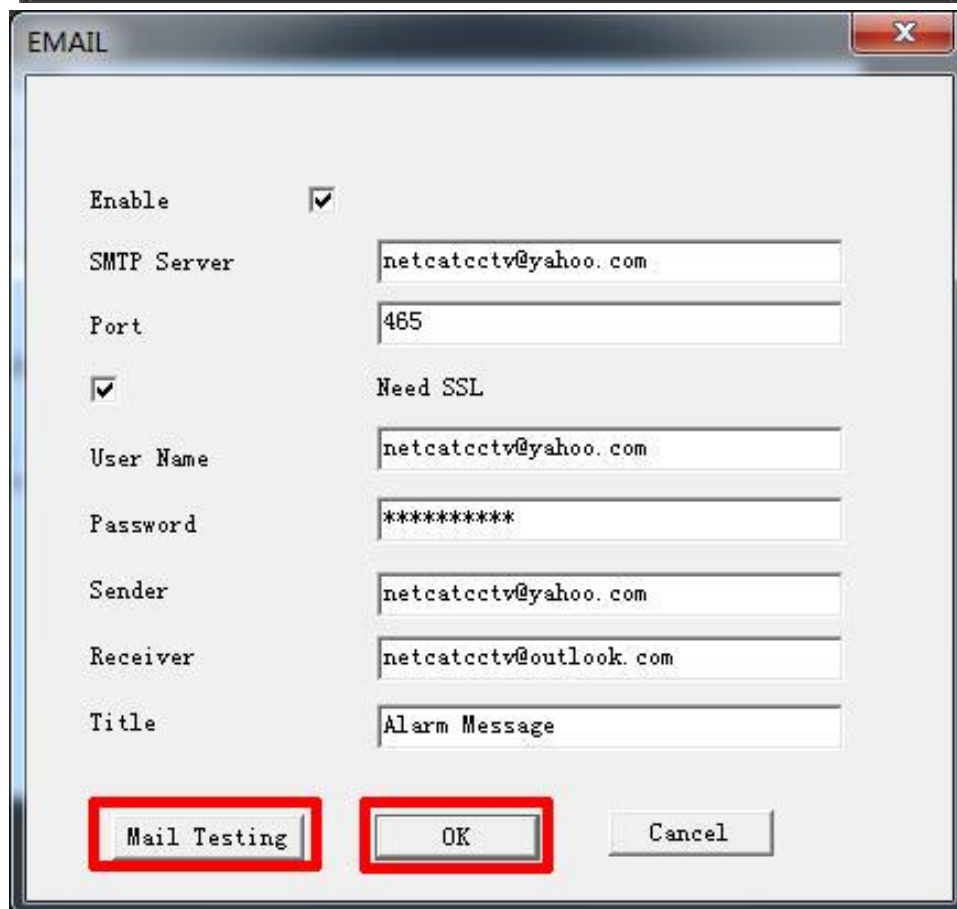 EMAIL
Enable
SMTP Server netcatcctv@yahoo.com
Port 465
Need SSL
User Name netcatcctv@yahoo.com
Password **********
Sender netcatcctv@yahoo.com
Receiver netcatcctv@outlook.com
Title Alarm Message
Mail Testing OK Cancel